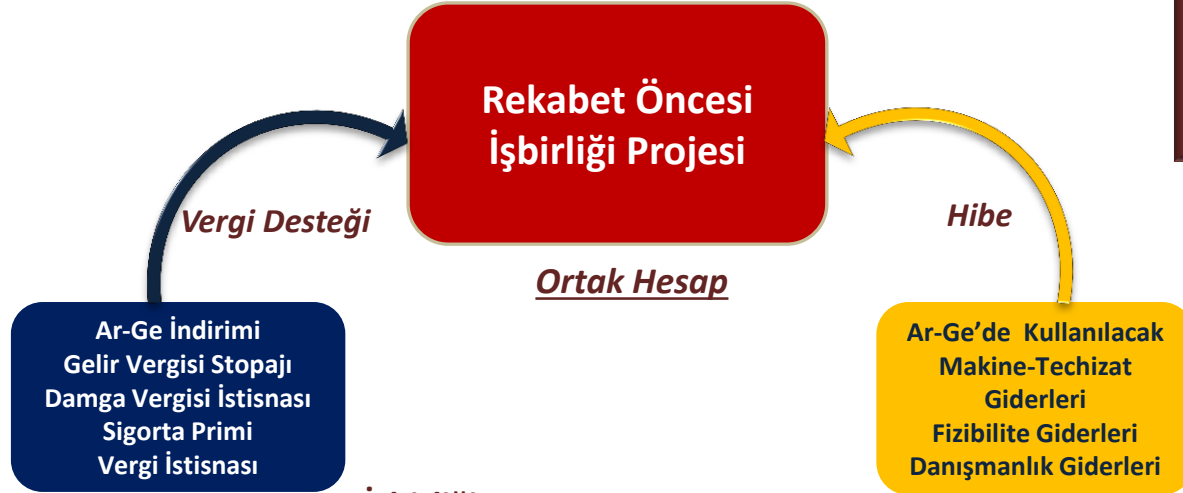 Rekabet Öncesi
İşbirliği Projesi
Vergi Desteği
Hibe
Ortak Hesap
Ar-Ge İndirimi
Gelir Vergisi Stopajı
Damga Vergisi İstisnası
Sigorta Primi
Vergi İstisnası
Ar-Ge’de Kullanılacak
Makine-Techizat
Giderleri
Fizibilite Giderleri
Danışmanlık Giderleri